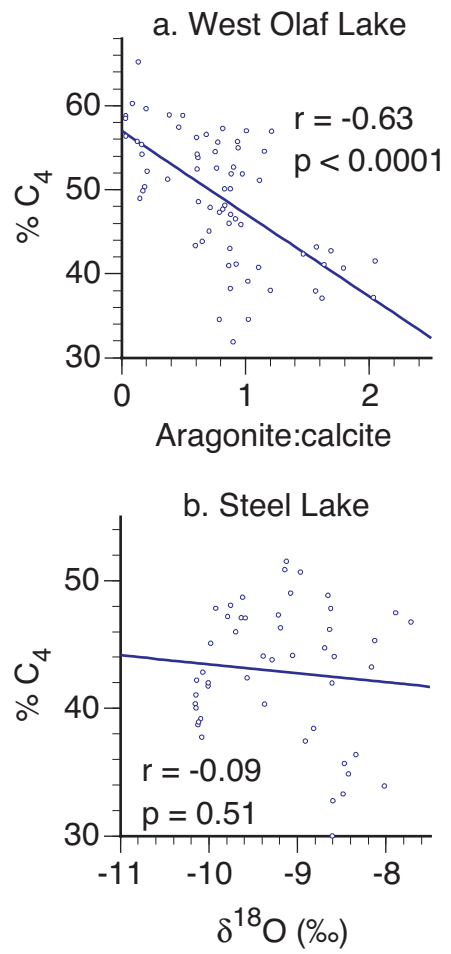 a. West Olaf Lake
60
50
40
30
% C₄
r = -0.63
p < 0.0001
0 1 2
Aragonite:calcite
b. Steel Lake
50
40
30
% C₄
r = -0.09
p = 0.51
-11 -10 -9 -8
δ¹⁸O (‰)